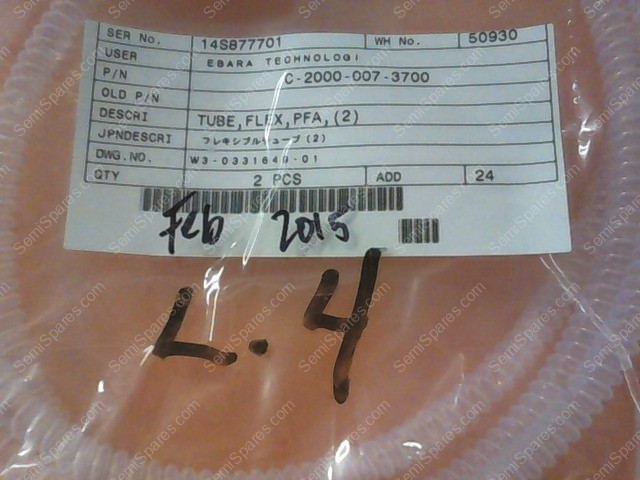 SER No. 14S877701 WH No. 50930
USER EBARA TECHNOLOGI
P/N C-2000-007-3700
OLD P/N
DESCRI TUBE,FLEX,PFA,(2)
JPNDESCRI フレキシブルチューブ(2)
DWG.NO. W3-0331649-01
QTY 2 PCS ADD 24
Feb 2015
L. 4
SemiSpares.com